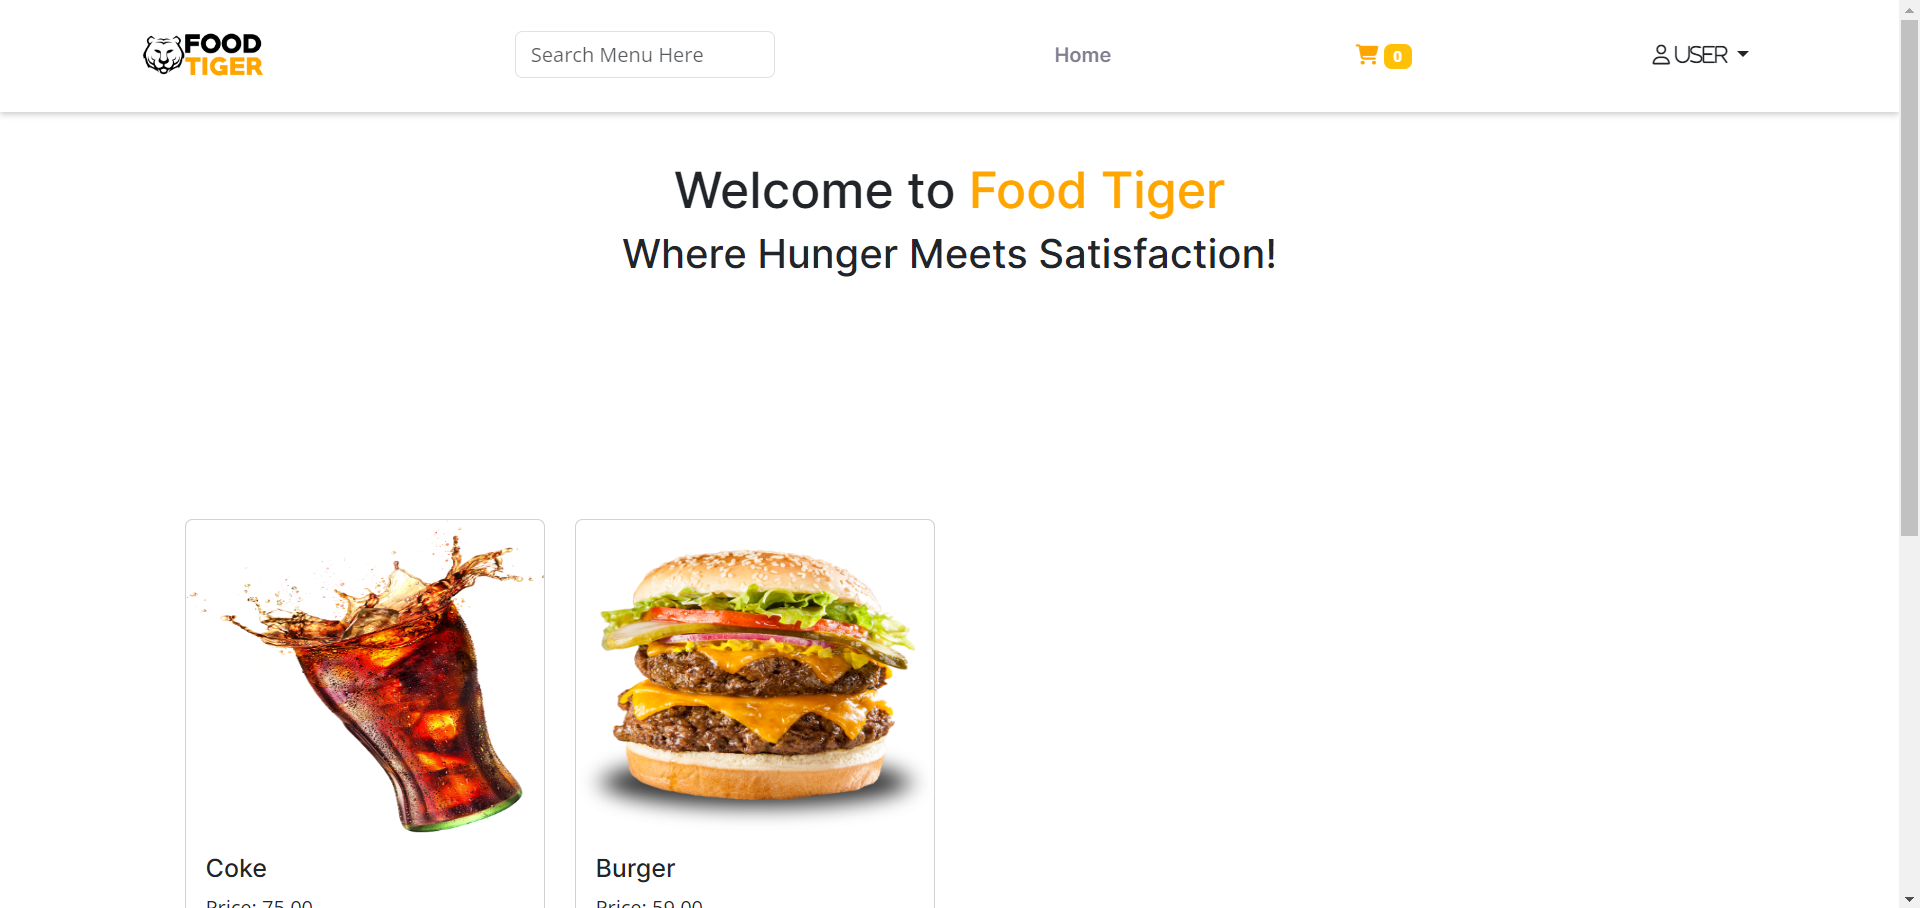 FOOD
TIGER
Search Menu Here
Home
0
USER
Welcome to Food Tiger
Where Hunger Meets Satisfaction!
Coke
Burger
Price: 75.00
Price: 59.00